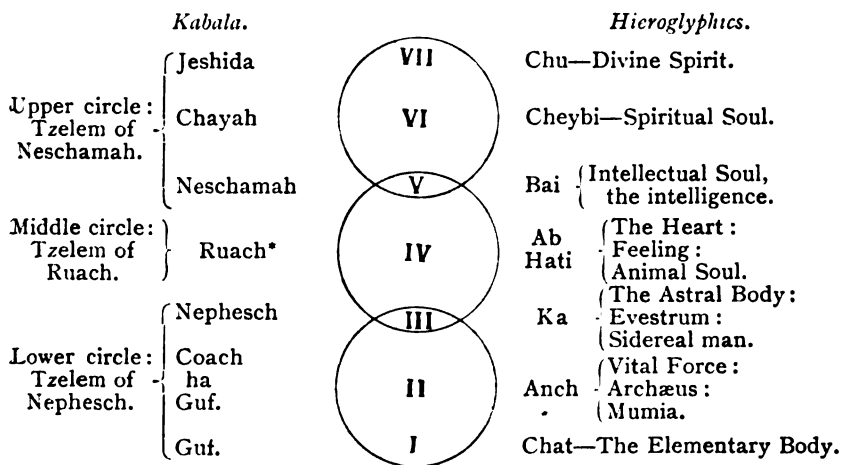 Kabala.
Hieroglyphics.
Upper circle:
Tzelem of
Neschamah.
Jeshida
Chayah
Neschamah
VII
VI
V
Chu—Divine Spirit.
Cheybi—Spiritual Soul.
Bai
Intellectual Soul,
the intelligence.
Middle circle:
Tzelem of
Ruach.
Ruach*
IV
Ab
Hati
The Heart:
Feeling:
Animal Soul.
Lower circle:
Tzelem of
Nephesch.
Nephesch
Coach
ha
Guf.
Guf.
III
II
I
Ka
The Astral Body:
Evestrum:
Sidereal man.
Anch
Vital Force:
Archæus:
Mumia.
Chat—The Elementary Body.